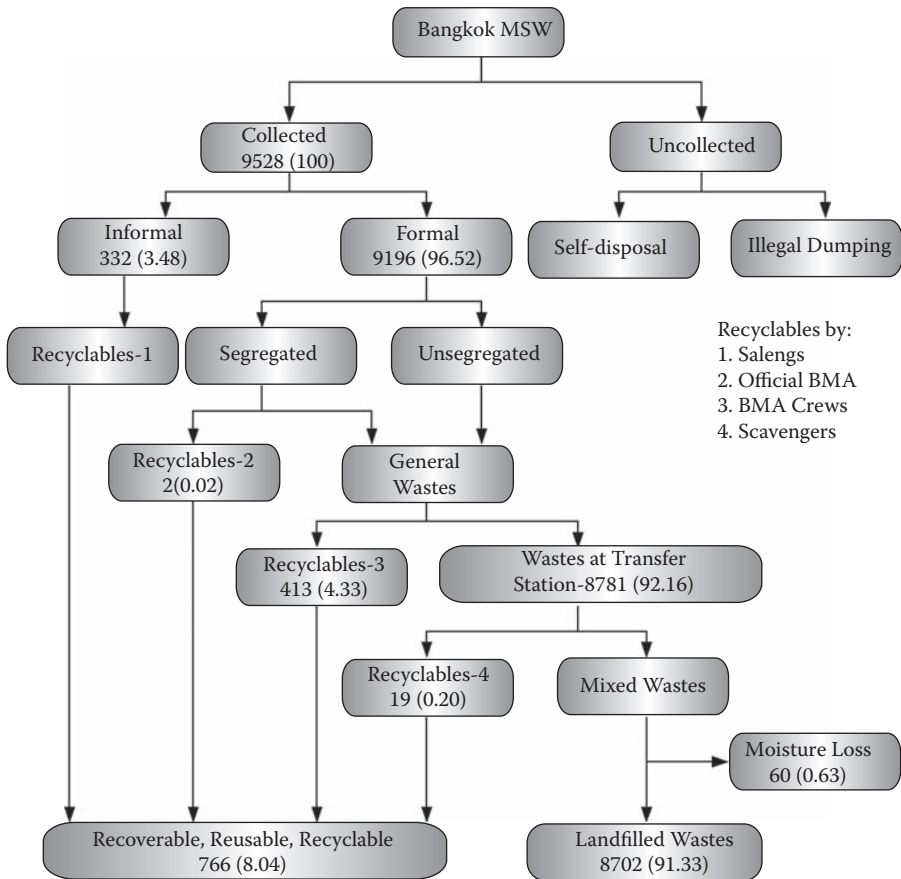 Bangkok MSW
Collected
9528 (100)
Uncollected
Informal
332 (3.48)
Formal
9196 (96.52)
Self-disposal
Illegal Dumping
Recyclables-1
Segregated
Unsegregated
Recyclables by:
1. Salengs
2. Official BMA
3. BMA Crews
4. Scavengers
Recyclables-2
2(0.02)
General
Wastes
Recyclables-3
413 (4.33)
Wastes at Transfer
Station-8781 (92.16)
Recyclables-4
19 (0.20)
Mixed Wastes
Moisture Loss
60 (0.63)
Recoverable, Reusable, Recyclable
766 (8.04)
Landfilled Wastes
8702 (91.33)